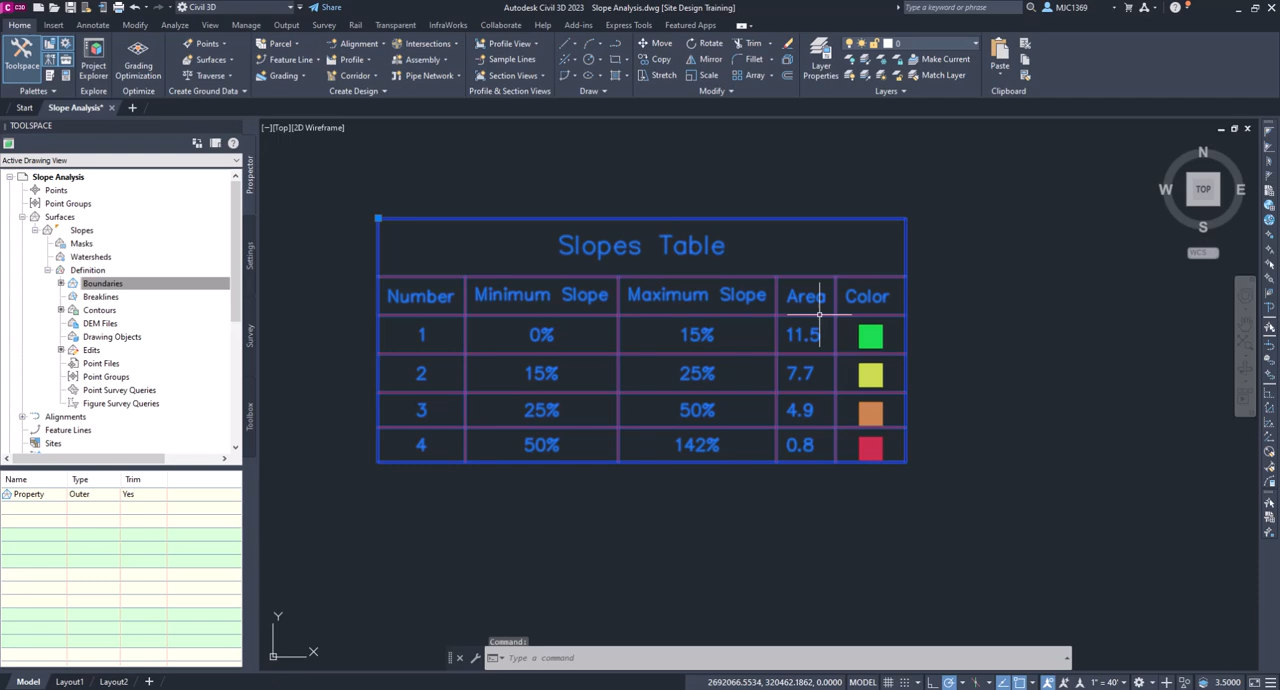 Civil 3D
Share
Autodesk Civil 3D 2023 Slope Analysis.dwg [Site Design Training]
Type a keyword or phrase
MJC1369
Home Insert Annotate Modify Analyze View Manage Output Survey Rail Transparent InfraWorks Collaborate Help Add-ins Express Tools Featured Apps
Points Parcel Alignment Intersections Profile View Move Rotate Trim 0
Toolspace Project Explorer Grading Optimization Surfaces Feature Line Profile Assembly Sample Lines Copy Mirror Fillet Layer Properties Make Current Paste
Traverse Grading Corridor Pipe Network Section Views Stretch Scale Array Match Layer
Palettes Explore Optimize Create Ground Data Create Design Profile & Section Views Draw Modify Layers Clipboard
Start Slope Analysis*
TOOLSPACE
Active Drawing View
Slope Analysis
Points
Point Groups
Surfaces
Slopes
Masks
Watersheds
Definition
Boundaries
Breaklines
Contours
DEM Files
Drawing Objects
Edits
Point Files
Point Groups
Point Survey Queries
Figure Survey Queries
Alignments
Feature Lines
Sites
Prospector
Settings
Survey
Toolbox
Name Type Trim
Property Outer Yes
[−][Top][2D Wireframe]
N
W TOP E
S
WCS
Slopes Table
Number Minimum Slope Maximum Slope Area Color
1 0% 15% 11.5
2 15% 25% 7.7
3 25% 50% 4.9
4 50% 142% 0.8
Y
X
Command:
Type a command
Model Layout1 Layout2
2692066.5534, 320462.1862, 0.0000 MODEL 1" = 40' 3.5000